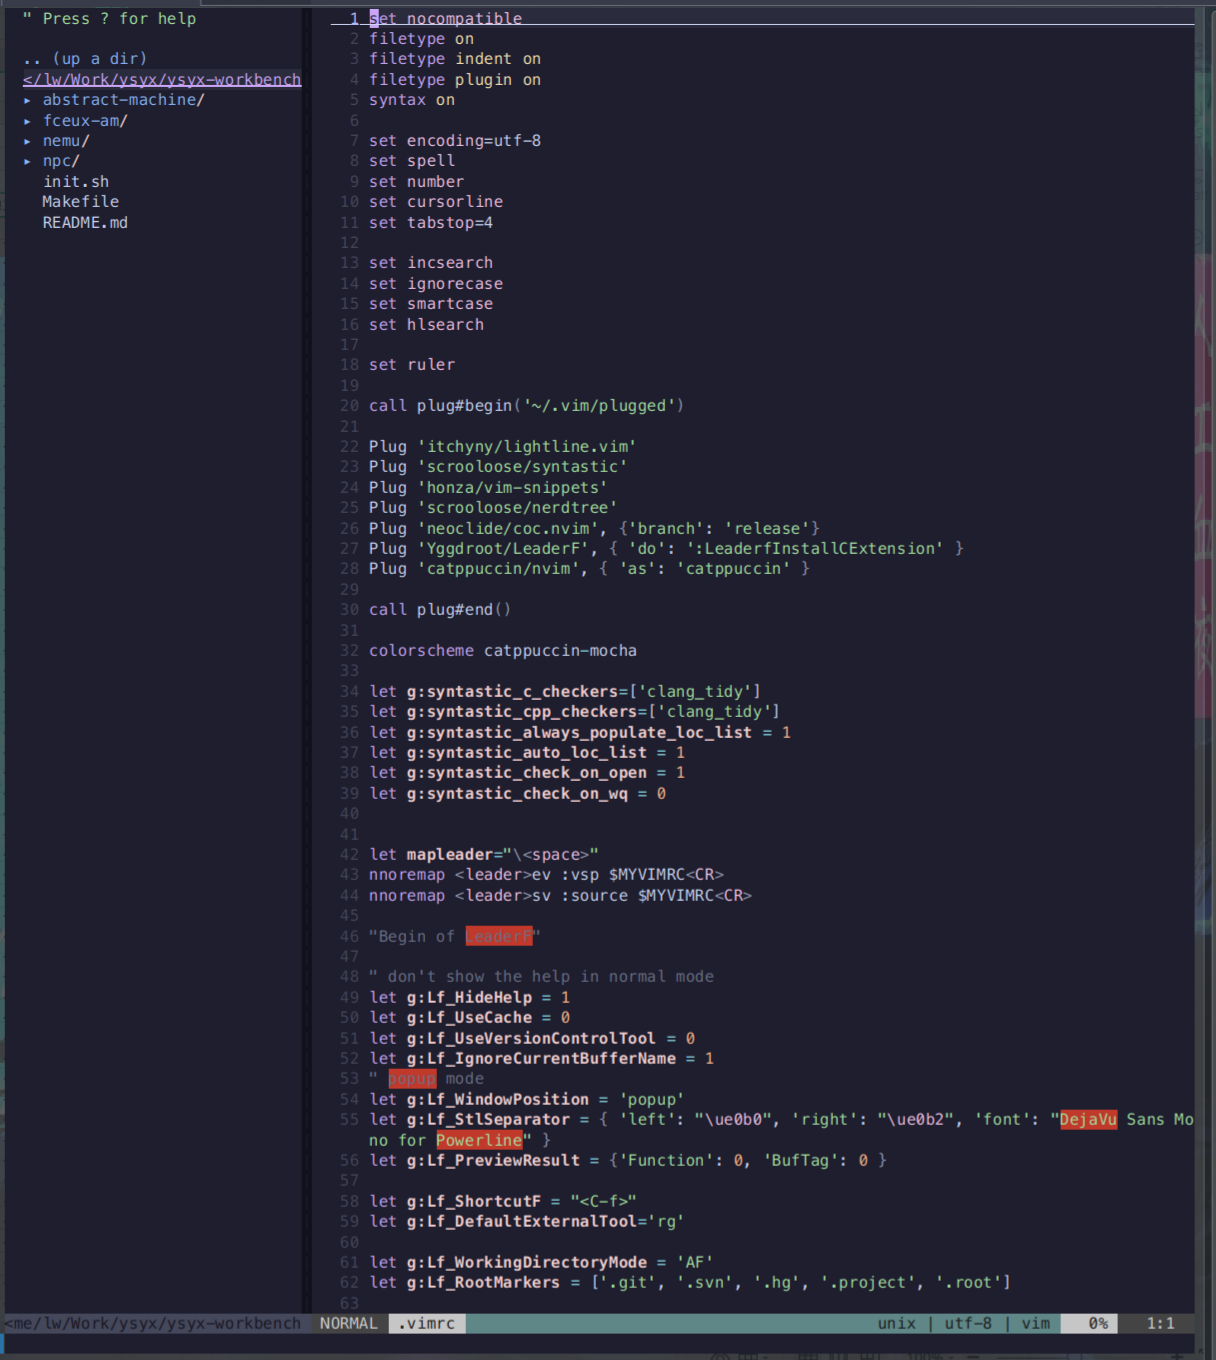 " Press ? for help
.. (up a dir)
</lw/Work/ysyx/ysyx-workbench
▸ abstract-machine/
▸ fceux-am/
▸ nemu/
▸ npc/
init.sh
Makefile
README.md
1 set nocompatible
2 filetype on
3 filetype indent on
4 filetype plugin on
5 syntax on
6
7 set encoding=utf-8
8 set spell
9 set number
10 set cursorline
11 set tabstop=4
12
13 set incsearch
14 set ignorecase
15 set smartcase
16 set hlsearch
17
18 set ruler
19
20 call plug#begin('~/.vim/plugged')
21
22 Plug 'itchyny/lightline.vim'
23 Plug 'scrooloose/syntastic'
24 Plug 'honza/vim-snippets'
25 Plug 'scrooloose/nerdtree'
26 Plug 'neoclide/coc.nvim', {'branch': 'release'}
27 Plug 'Yggdroot/LeaderF', { 'do': ':LeaderfInstallCExtension' }
28 Plug 'catppuccin/nvim', { 'as': 'catppuccin' }
29
30 call plug#end()
31
32 colorscheme catppuccin-mocha
33
34 let g:syntastic_c_checkers=['clang_tidy']
35 let g:syntastic_cpp_checkers=['clang_tidy']
36 let g:syntastic_always_populate_loc_list = 1
37 let g:syntastic_auto_loc_list = 1
38 let g:syntastic_check_on_open = 1
39 let g:syntastic_check_on_wq = 0
40
41
42 let mapleader="\<space>"
43 nnoremap <leader>ev :vsp $MYVIMRC<CR>
44 nnoremap <leader>sv :source $MYVIMRC<CR>
45
46 "Begin of LeaderF"
47
48 " don't show the help in normal mode
49 let g:Lf_HideHelp = 1
50 let g:Lf_UseCache = 0
51 let g:Lf_UseVersionControlTool = 0
52 let g:Lf_IgnoreCurrentBufferName = 1
53 " popup mode
54 let g:Lf_WindowPosition = 'popup'
55 let g:Lf_StlSeparator = { 'left': "\ue0b0", 'right': "\ue0b2", 'font': "DejaVu Sans Mo
no for Powerline" }
56 let g:Lf_PreviewResult = {'Function': 0, 'BufTag': 0 }
57
58 let g:Lf_ShortcutF = "<C-f>"
59 let g:Lf_DefaultExternalTool='rg'
60
61 let g:Lf_WorkingDirectoryMode = 'AF'
62 let g:Lf_RootMarkers = ['.git', '.svn', '.hg', '.project', '.root']
63
<me/lw/Work/ysyx/ysyx-workbench NORMAL .vimrc unix | utf-8 | vim 0% 1:1